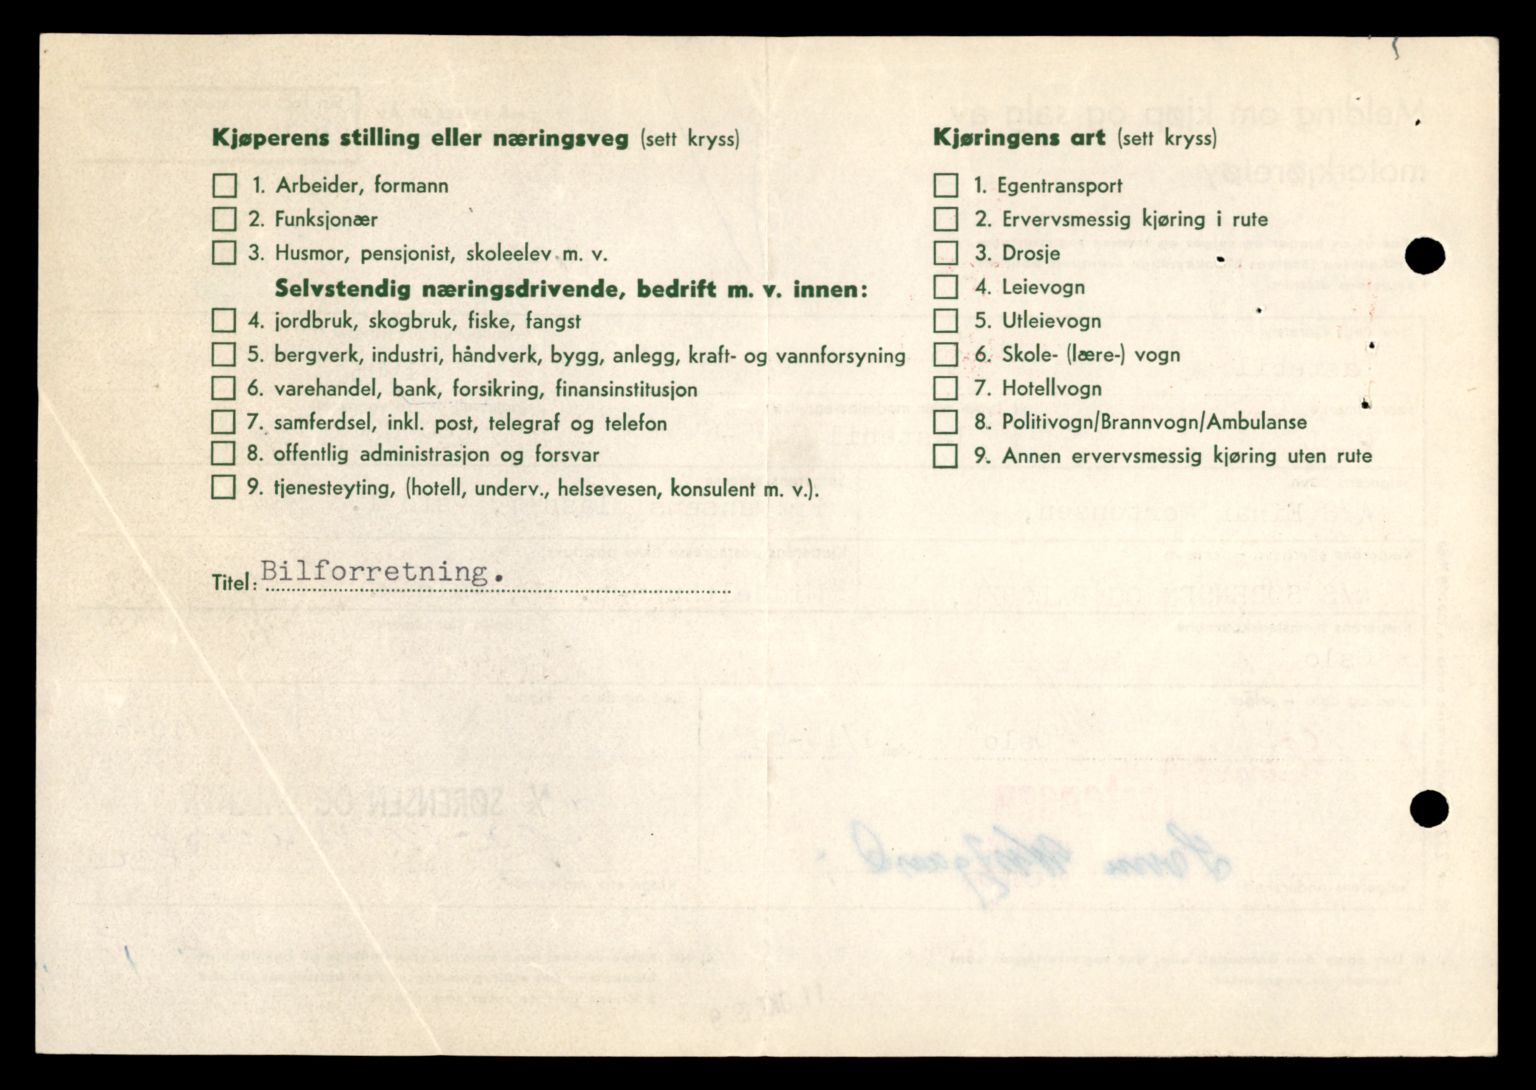 Kjøperens stilling eller næringsveg (sett kryss)
1. Arbeider, formann
2. Funksjonær
3. Husmor, pensjonist, skoleelev m. v.
Selvstendig næringsdrivende, bedrift m. v. innen:
4. jordbruk, skogbruk, fiske, fangst
5. bergverk, industri, håndverk, bygg, anlegg, kraft- og vannforsyning
6. varehandel, bank, forsikring, finansinstitusjon
7. samferdsel, inkl. post, telegraf og telefon
8. offentlig administrasjon og forsvar
9. tjenesteyting, (hotell, underv., helsevesen, konsulent m. v.).
Titel: Bilforretning.
Kjøringens art (sett kryss)
1. Egentransport
2. Ervervsmessig kjøring i rute
3. Drosje
4. Leievogn
5. Utleievogn
6. Skole- (lære-) vogn
7. Hotellvogn
8. Politivogn/Brannvogn/Ambulanse
9. Annen ervervsmessig kjøring uten rute